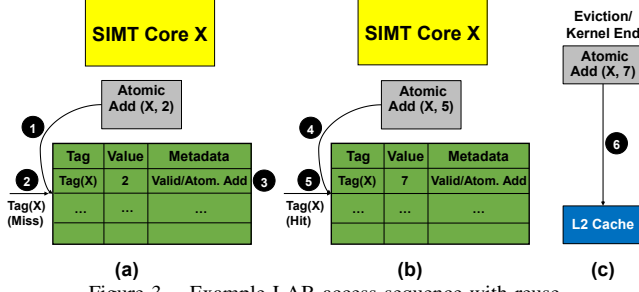 SIMT Core X
Atomic
Add (X, 2)
1
Tag Value Metadata
2
Tag(X) 2 Valid/Atom. Add
3
Tag(X)
(Miss)
... ... ...
(a)
SIMT Core X
Atomic
Add (X, 5)
4
Tag Value Metadata
5
Tag(X) 7 Valid/Atom. Add
Tag(X)
(Hit)
... ... ...
(b)
Eviction/
Kernel End
Atomic
Add (X, 7)
6
L2 Cache
(c)
Figure 3. Example LAB access sequence with reuse